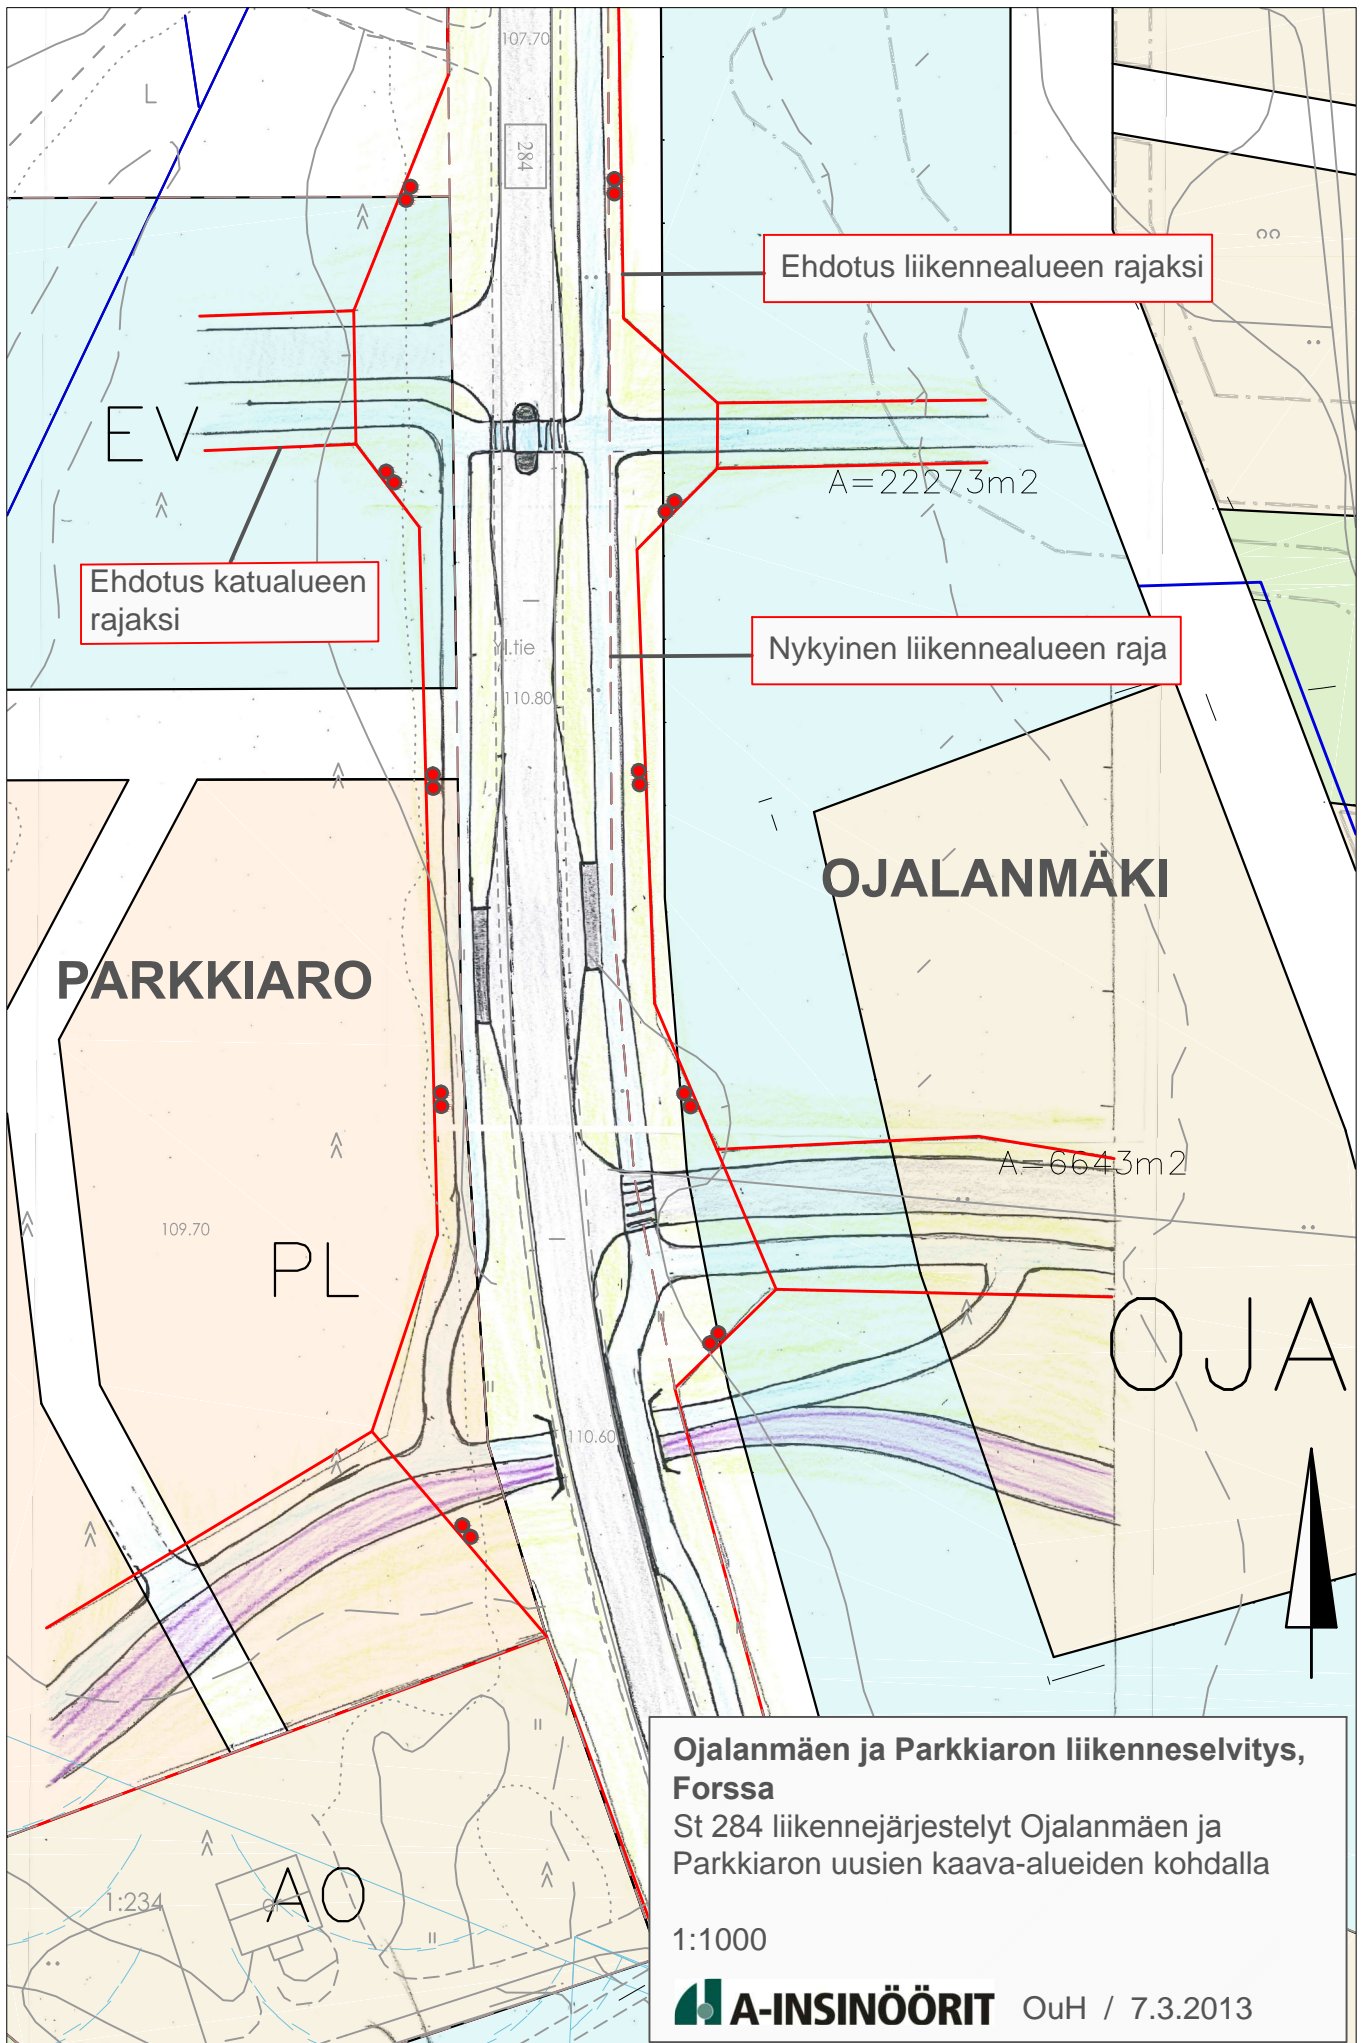 107.70
L
284
Ehdotus liikennealueen rajaksi
EV
A=22273m2
Ehdotus katualueen
rajaksi
Yl.tie
Nykyinen liikennealueen raja
110.80
OJALANMÄKI
PARKKIARO
A=6643m2
109.70
PL
OJA
110.60
Ojalanmäen ja Parkkiaron liikenneselvitys,
Forssa
St 284 liikennejärjestelyt Ojalanmäen ja
Parkkiaron uusien kaava-alueiden kohdalla
1:234
AO
1:1000
A-INSINÖÖRIT OuH / 7.3.2013